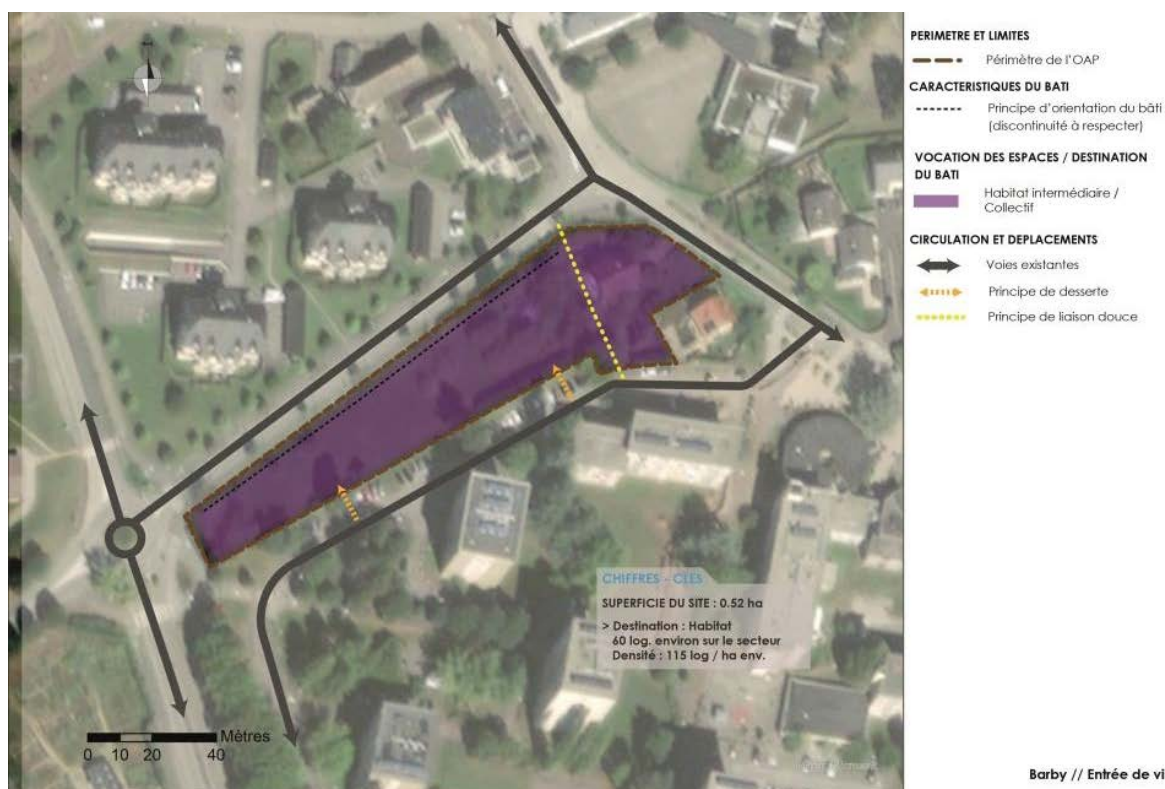 PERIMETRE ET LIMITES
Périmètre de l'OAP
CARACTERISTIQUES DU BATI
Principe d'orientation du bâti
(discontinuité à respecter)
VOCATION DES ESPACES / DESTINATION
DU BATI
Habitat intermédiaire /
Collectif
CIRCULATION ET DEPLACEMENTS
Voies existantes
Principe de desserte
Principe de liaison douce
CHIFFRES - CLES
SUPERFICIE DU SITE : 0.52 ha
> Destination : Habitat
60 log. environ sur le secteur
Densité : 115 log / ha env.
Mètres
0 10 20 40
Barby // Entrée de vi